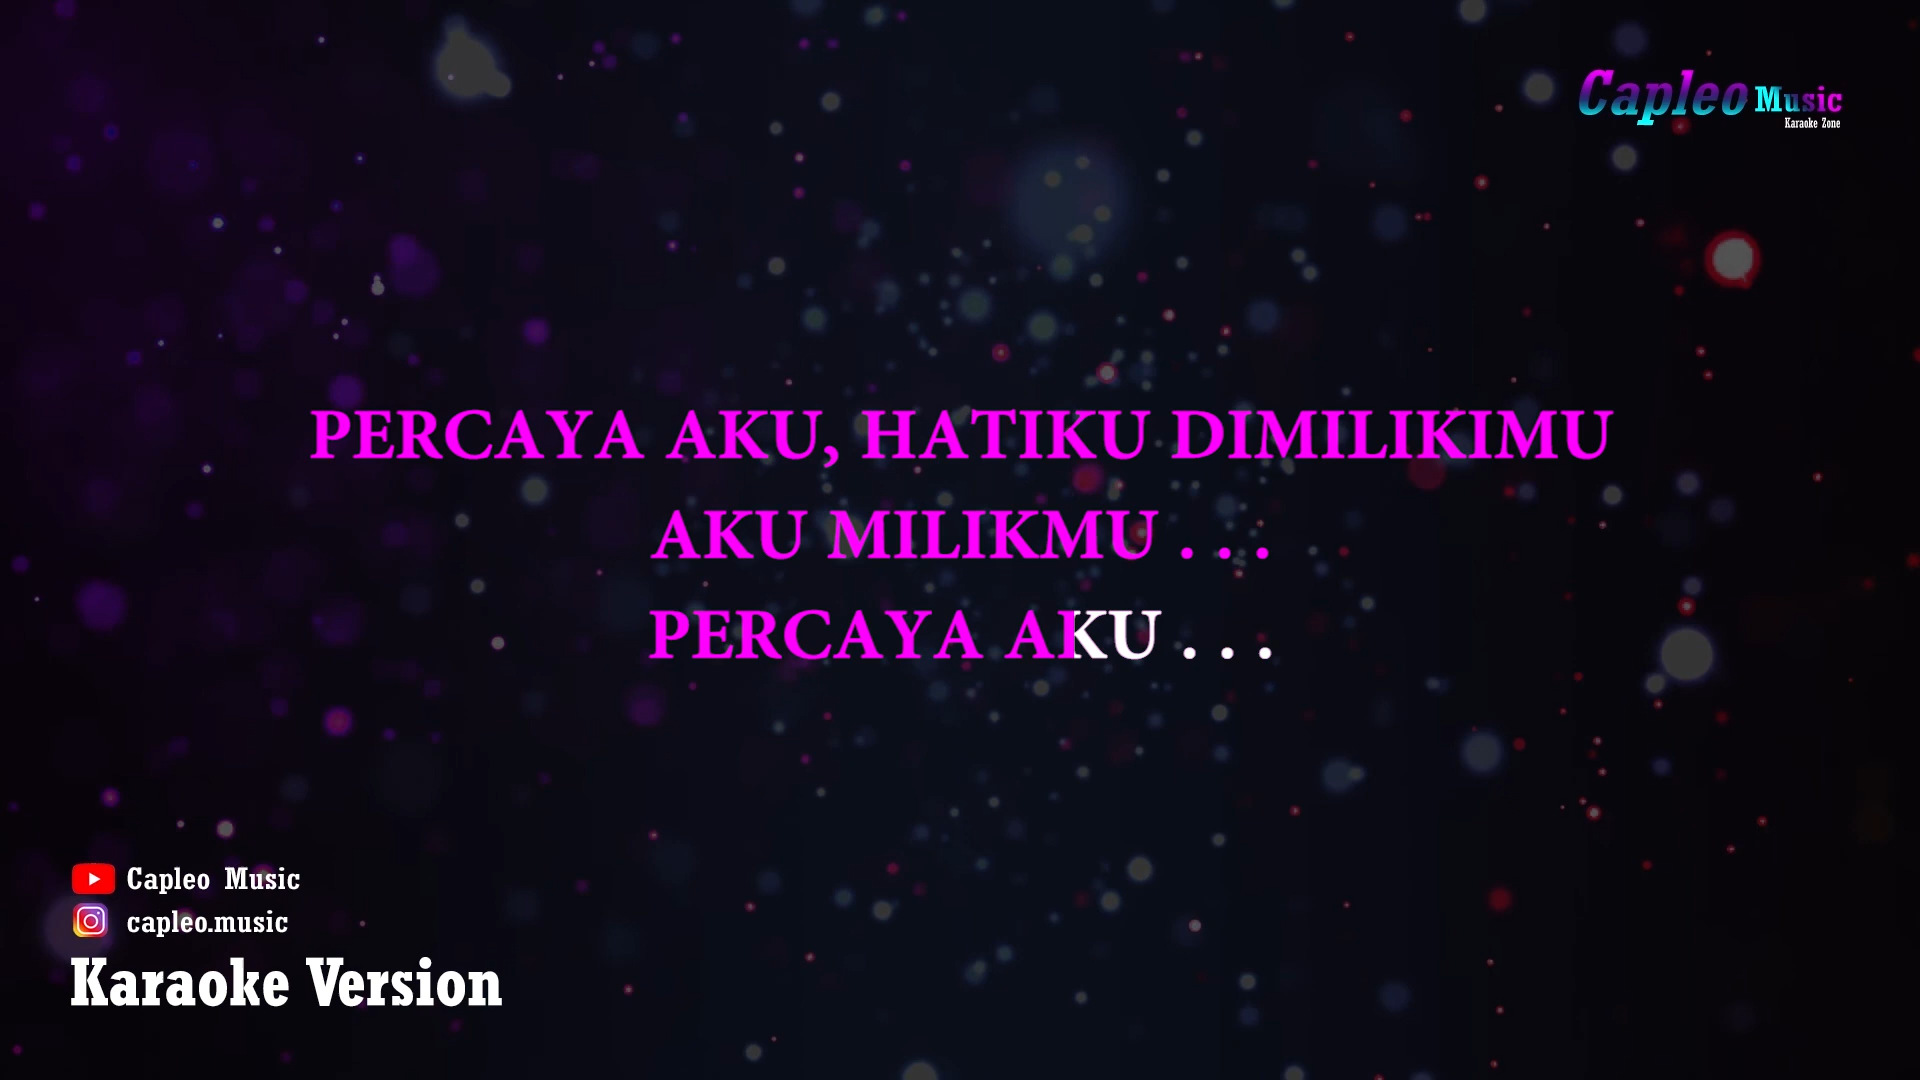 Capleo Music
Karaoke Zone
PERCAYA AKU, HATIKU DIMILIKIMU
AKU MILIKMU . . .
PERCAYA AKU . . .
Capleo Music
capleo.music
Karaoke Version